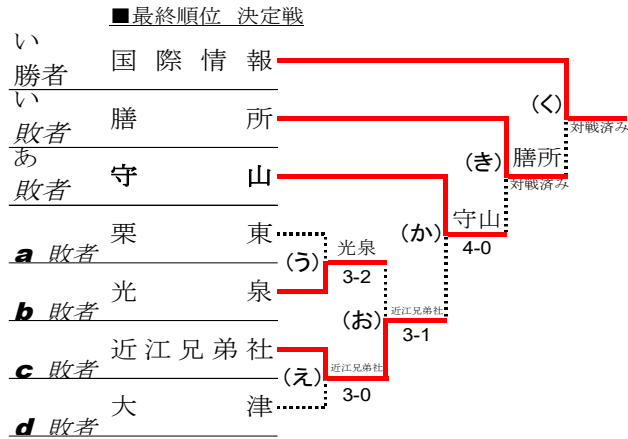 ■最終順位 決定戦
い
勝者 国際情報
い
敗者 膳所
あ
敗者 守山
a 敗者 栗東
b 敗者 光泉
c 敗者 近江兄弟社
d 敗者 大津
(う) 光泉
3-2
(え) 近江兄弟社
3-0
(お) 近江兄弟社
3-1
(か) 守山
4-0
(き) 膳所
対戦済み
(く)
対戦済み